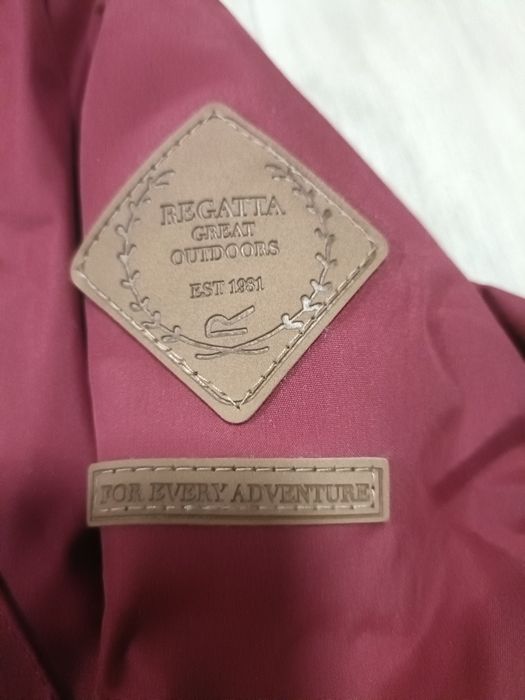 REGATTA
GREAT
OUTDOORS
EST 1981
R
FOR EVERY ADVENTURE